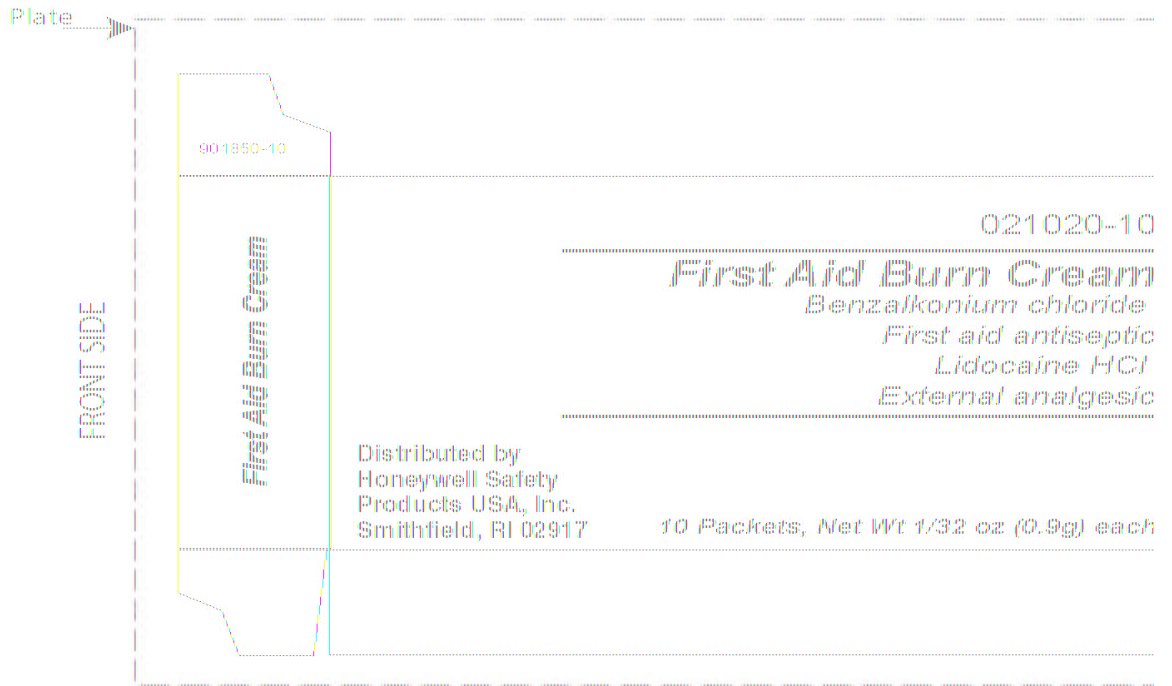 Plate
901850-10
FRONT SIDE
First Aid Burn Cream
021020-10
First Aid Burn Cream
Benzalkonium chloride
First aid antiseptic
Lidocaine HCl
External analgesic
Distributed by
Honeywell Safety
Products USA, Inc.
Smithfield, RI 02917
10 Packets, Net Wt 1/32 oz (0.9g) each